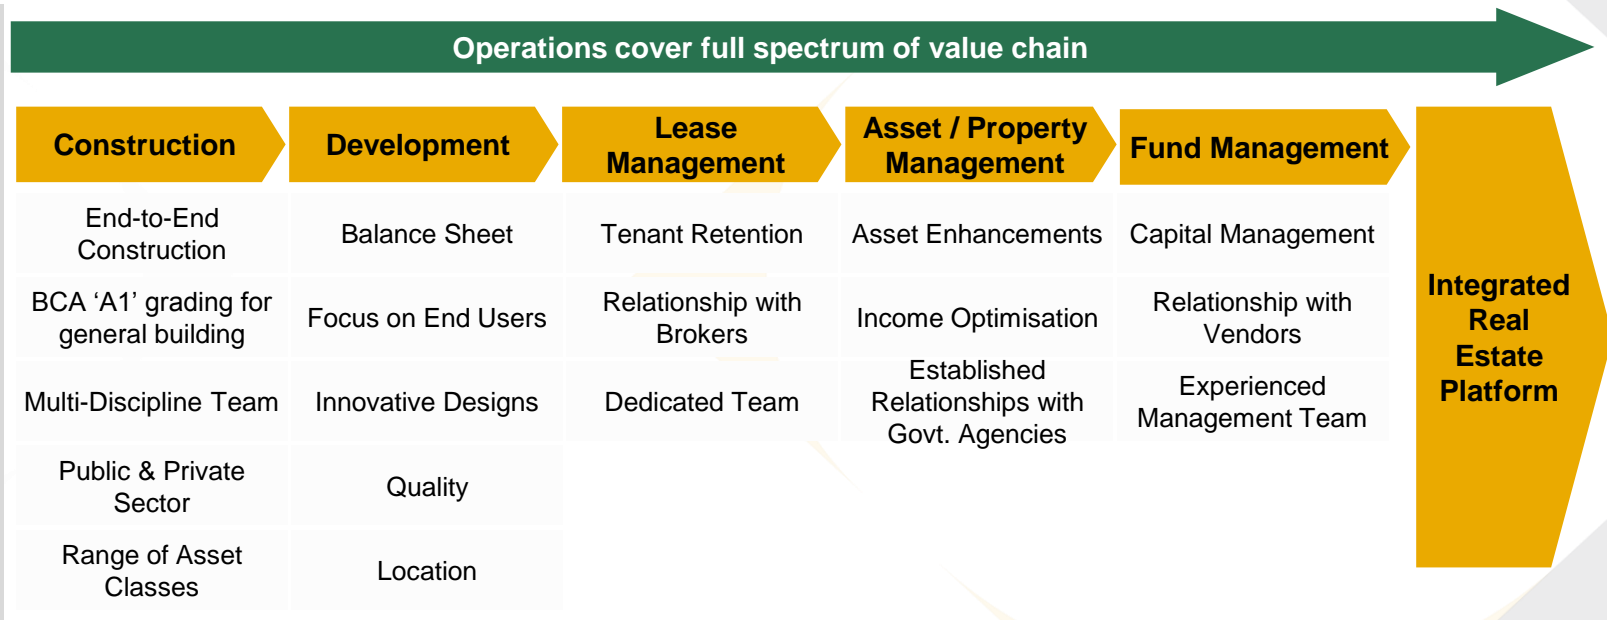 Operations cover full spectrum of value chain
Construction
Development
Lease
Management
Asset / Property
Management
Fund Management
End-to-End
Construction
Balance Sheet
Tenant Retention
Asset Enhancements
Capital Management
BCA ‘A1’ grading for
general building
Focus on End Users
Relationship with
Brokers
Income Optimisation
Relationship with
Vendors
Multi-Discipline Team
Innovative Designs
Dedicated Team
Established
Relationships with
Govt. Agencies
Experienced
Management Team
Public & Private
Sector
Quality
Range of Asset
Classes
Location
Integrated
Real
Estate
Platform